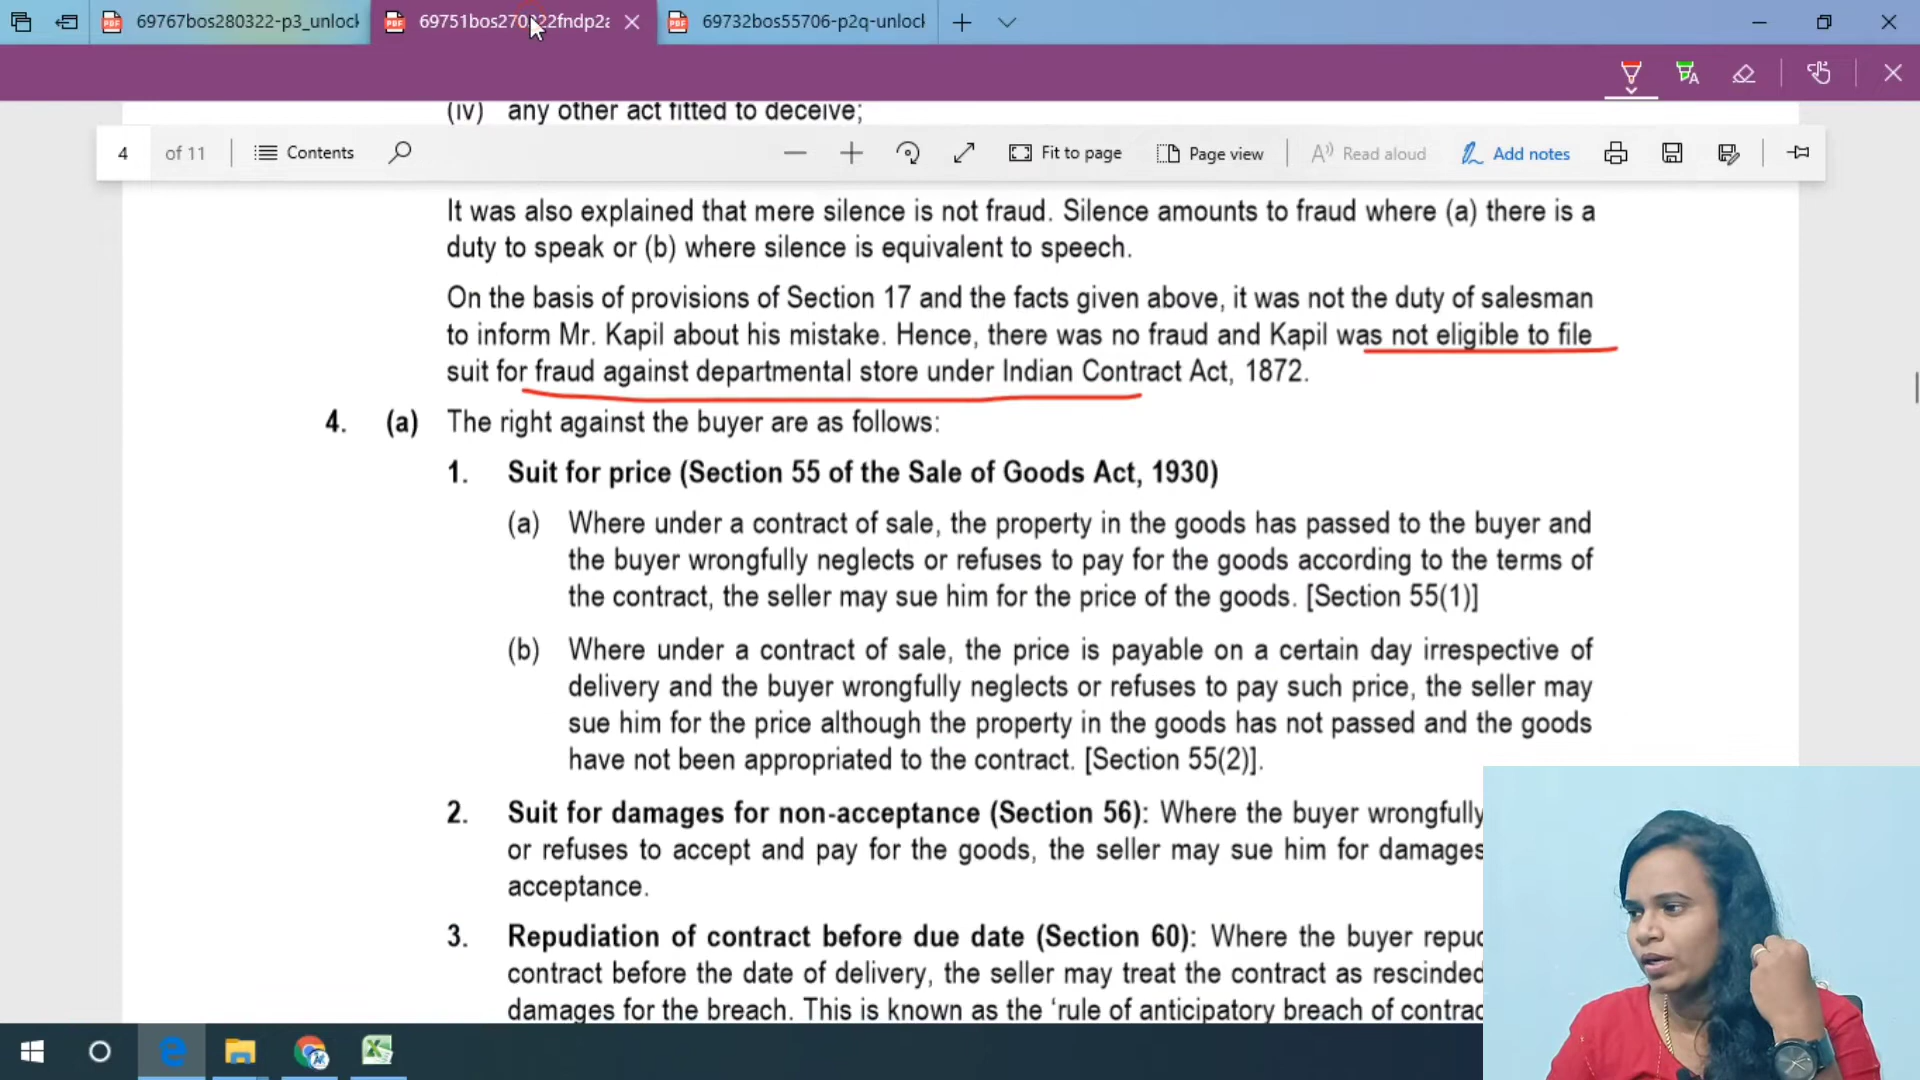 69767bos280322-p3_unlock
69732bos55706-p2q-unlock
(iv) any other act fitted to deceive;
4 of 11 Contents Fit to page Page view Read aloud Add notes
It was also explained that mere silence is not fraud. Silence amounts to fraud where (a) there is a
duty to speak or (b) where silence is equivalent to speech.
On the basis of provisions of Section 17 and the facts given above, it was not the duty of salesman
to inform Mr. Kapil about his mistake. Hence, there was no fraud and Kapil was not eligible to file
suit for fraud against departmental store under Indian Contract Act, 1872.
4. (a) The right against the buyer are as follows:
1. Suit for price (Section 55 of the Sale of Goods Act, 1930)
(a) Where under a contract of sale, the property in the goods has passed to the buyer and
the buyer wrongfully neglects or refuses to pay for the goods according to the terms of
the contract, the seller may sue him for the price of the goods. [Section 55(1)]
(b) Where under a contract of sale, the price is payable on a certain day irrespective of
delivery and the buyer wrongfully neglects or refuses to pay such price, the seller may
sue him for the price although the property in the goods has not passed and the goods
have not been appropriated to the contract. [Section 55(2)].
2. Suit for damages for non-acceptance (Section 56): Where the buyer wrongfully
or refuses to accept and pay for the goods, the seller may sue him for damages
acceptance.
3. Repudiation of contract before due date (Section 60): Where the buyer
contract before the date of delivery, the seller may treat the contract as rescinded
damages for the breach. This is known as the 'rule of anticipatory breach of